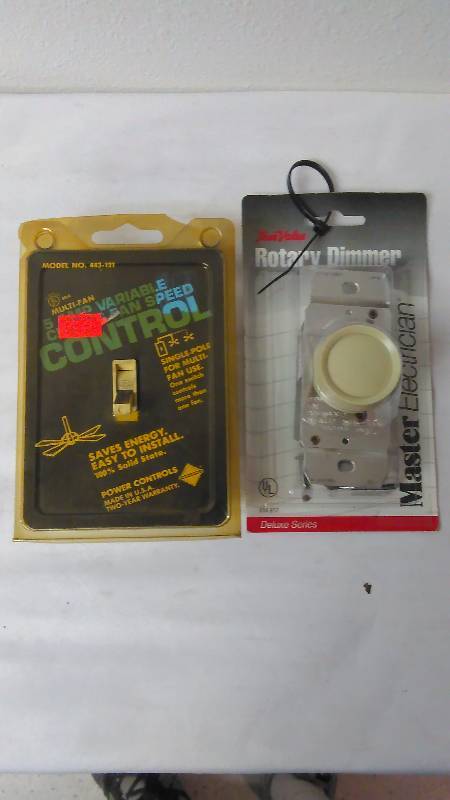 MODEL NO. 443-121
MULTI-FAN
VARIABLE
FAN SPEED
CONTROL
SINGLE-POLE
FOR MULTI-
FAN USE.
One switch
controls
more than
one fan.
SAVES ENERGY.
EASY TO INSTALL.
100% Solid State.
POWER CONTROLS
MADE IN U.S.A.
TWO-YEAR WARRANTY.
True Value
Rotary Dimmer
Master Electrician
UL
Deluxe Series